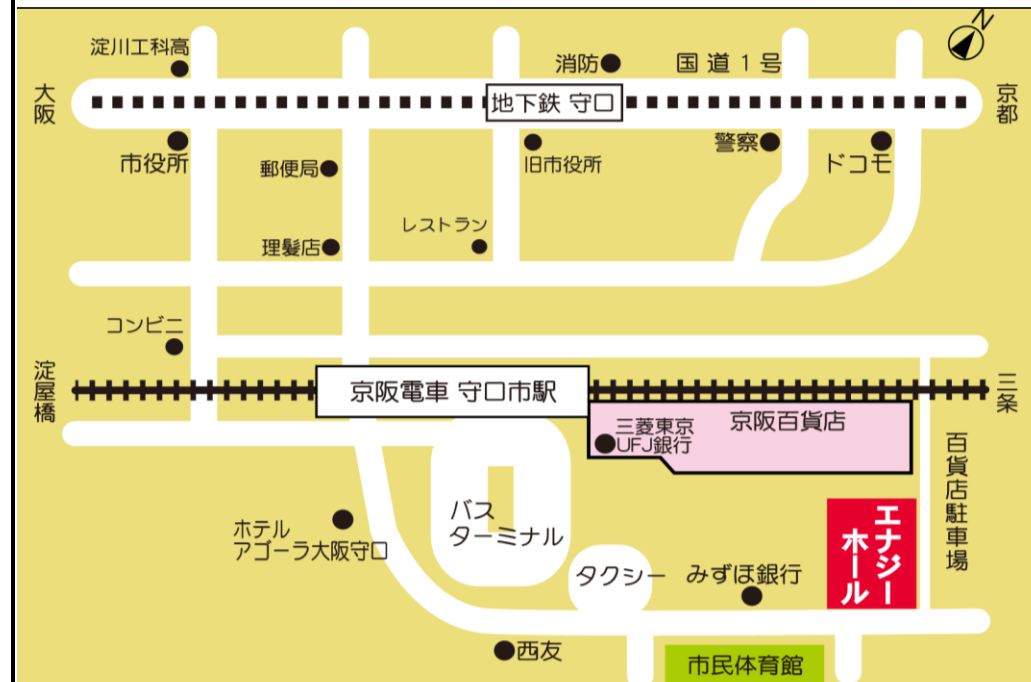 N
淀川工科高
消防
国道1号
大阪
地下鉄 守口
京都
市役所
郵便局
旧市役所
警察
ドコモ
理髪店
レストラン
コンビニ
淀屋橋
京阪電車 守口市駅
三条
三菱東京
UFJ銀行
京阪百貨店
百貨店駐車場
バス
ターミナル
ホテル
アゴーラ大阪守口
タクシー
みずほ銀行
エナジー
ホール
西友
市民体育館